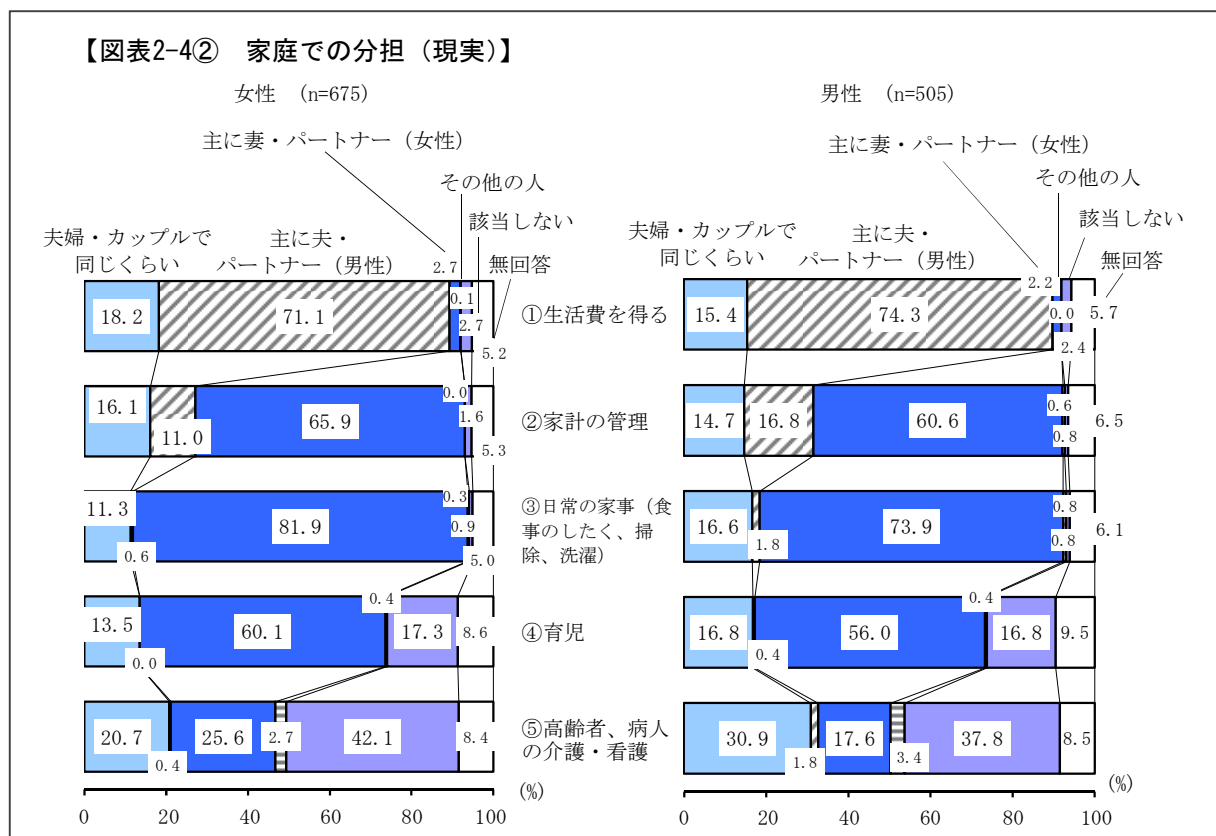 【図表2-4② 家庭での分担（現実）】
女性 (n=675)
主に妻・パートナー（女性）
その他の人
該当しない
夫婦・カップルで
同じくらい
主に夫・
パートナー（男性）
無回答
男性 (n=505)
主に妻・パートナー（女性）
その他の人
該当しない
夫婦・カップルで
同じくらい
主に夫・
パートナー（男性）
無回答
18.2 71.1 2.7 0.1 2.7 5.2
①生活費を得る
15.4 74.3 2.2 0.0 2.4 5.7
16.1 11.0 65.9 0.0 1.6 5.3
②家計の管理
14.7 16.8 60.6 0.6 0.8 6.5
11.3 0.6 81.9 0.3 0.9 5.0
③日常の家事（食
事のしたく、掃
除、洗濯）
16.6 1.8 73.9 0.8 0.8 6.1
13.5 0.0 60.1 0.4 17.3 8.6
④育児
16.8 0.4 56.0 0.4 16.8 9.5
20.7 0.4 25.6 2.7 42.1 8.4
⑤高齢者、病人
の介護・看護
30.9 1.8 17.6 3.4 37.8 8.5
0 20 40 60 80 100 (%)
0 20 40 60 80 100 (%)